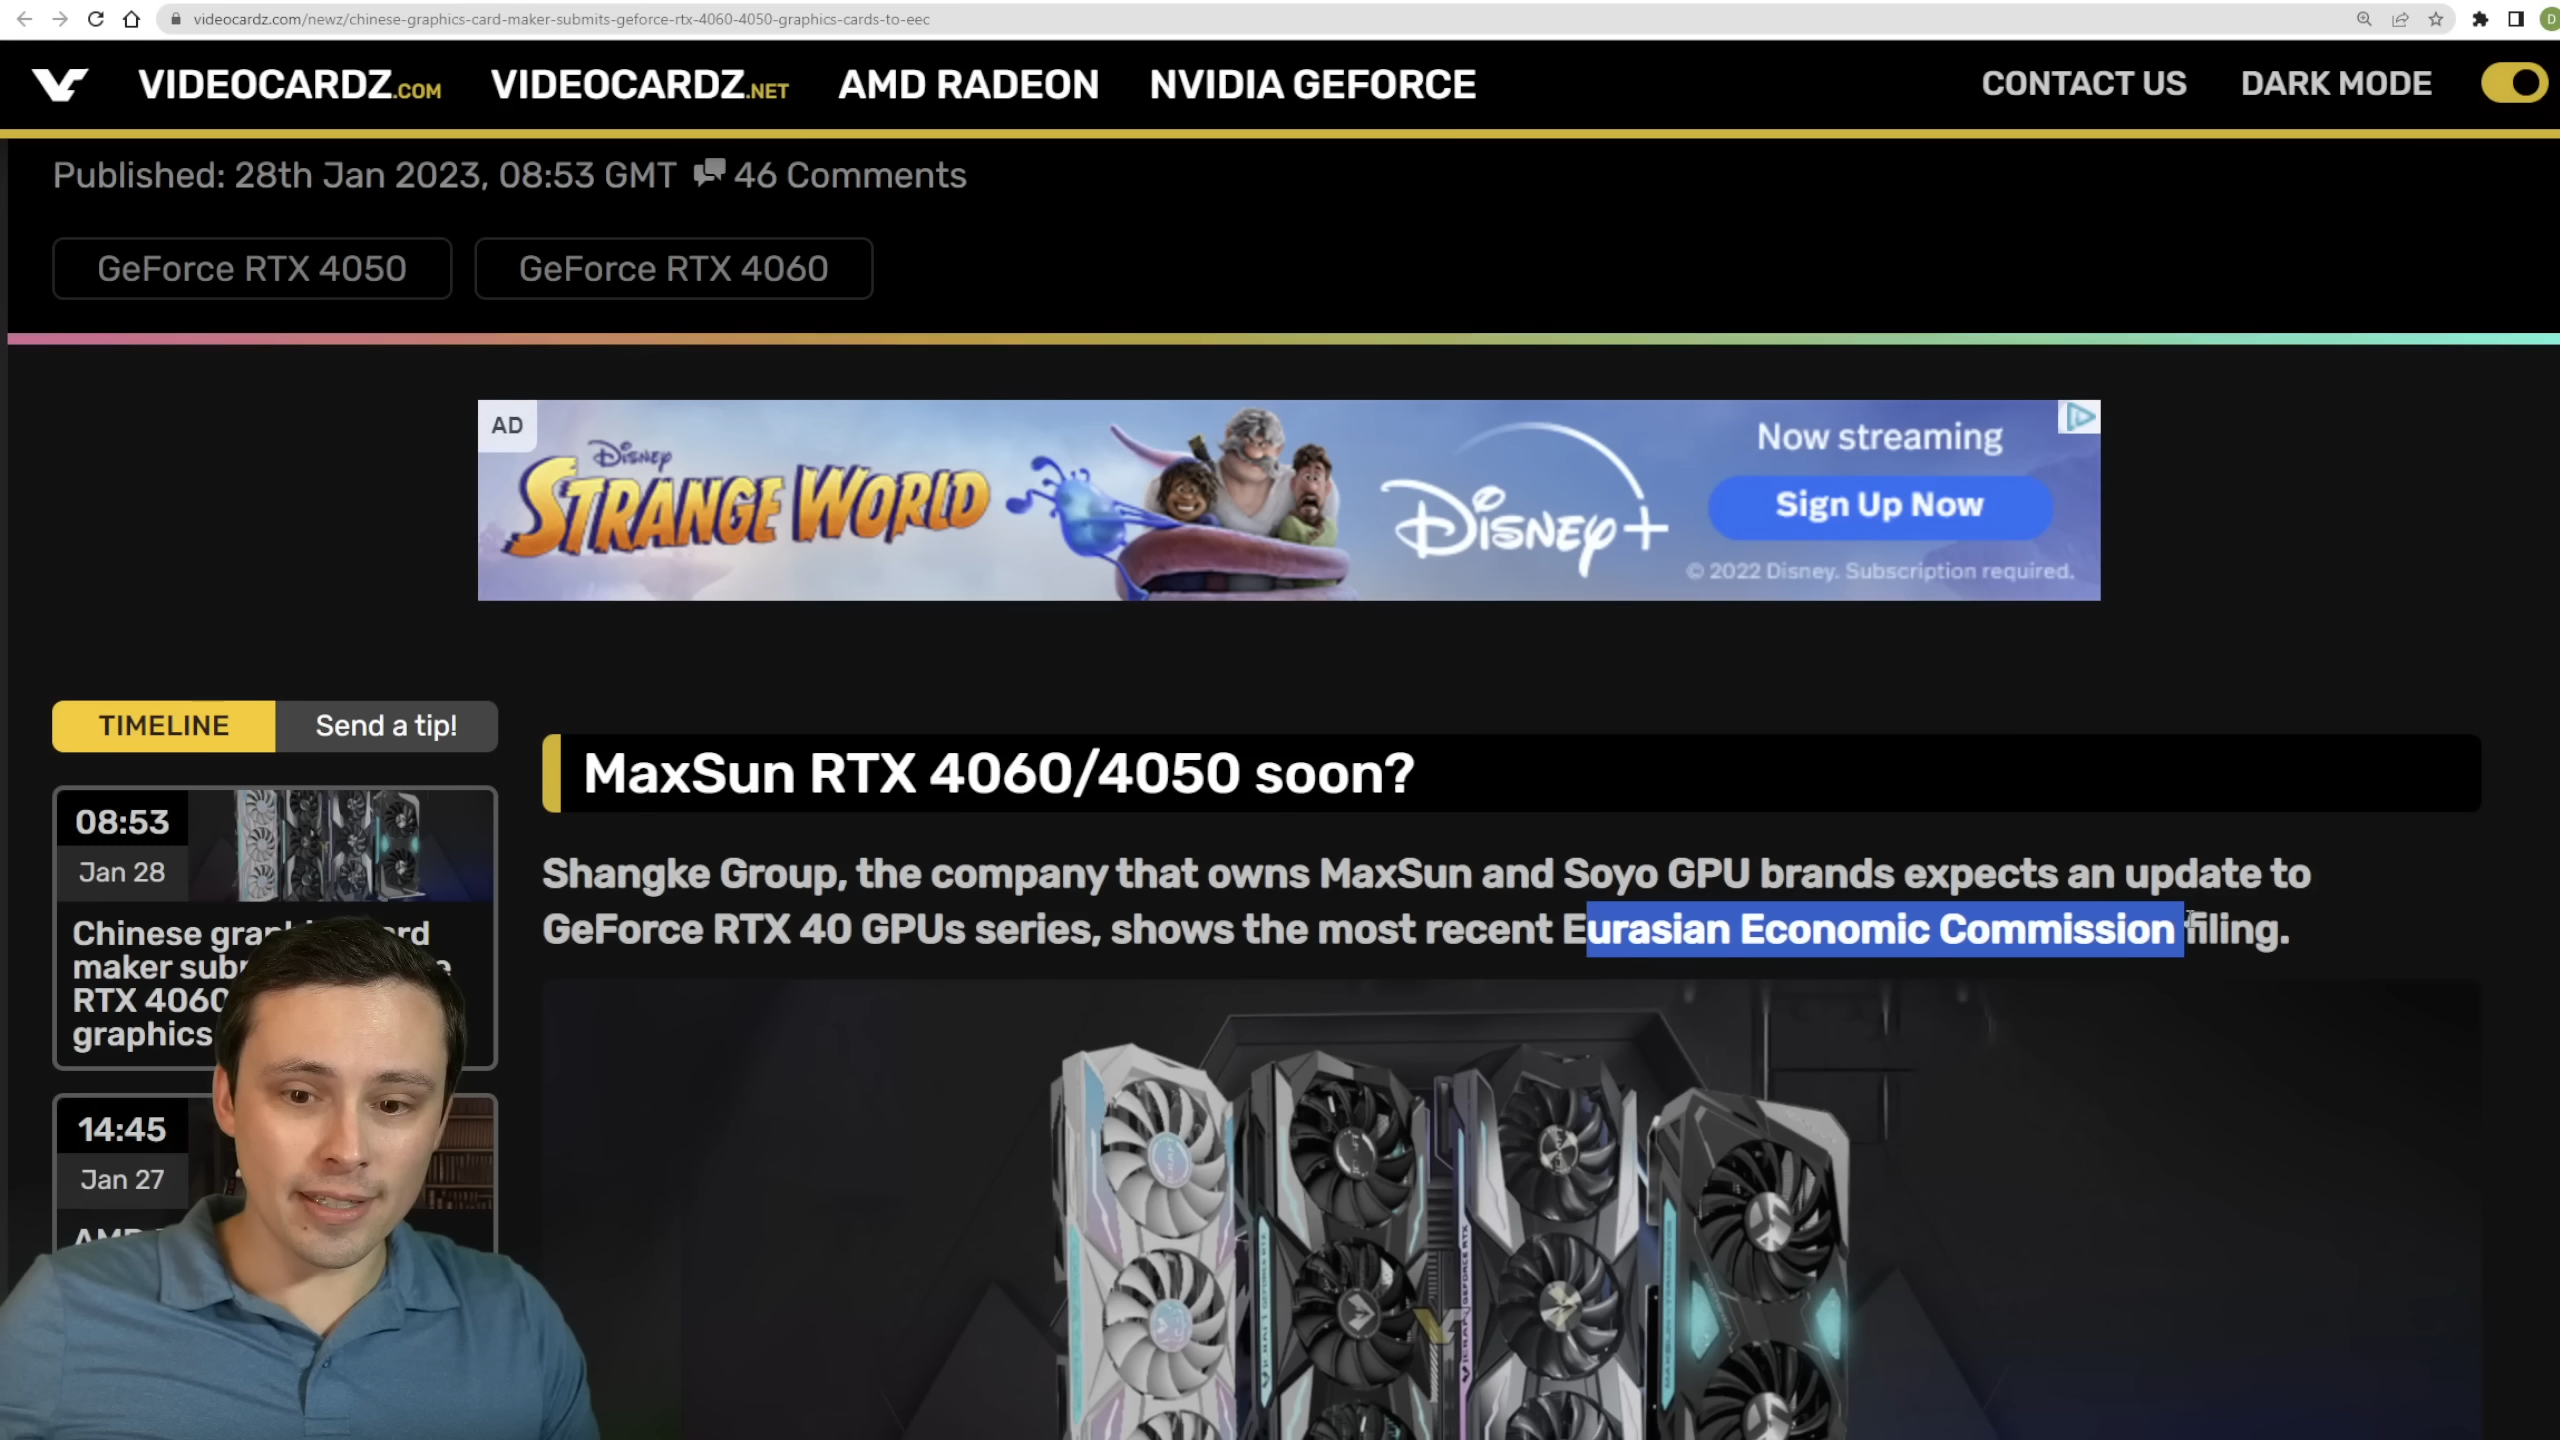 videocardz.com/newz/chinese-graphics-card-maker-submits-geforce-rtx-4060-4050-graphics-cards-to-eec
D
VIDEOCARDZ.COM VIDEOCARDZ.NET AMD RADEON NVIDIA GEFORCE CONTACT US DARK MODE
Published: 28th Jan 2023, 08:53 GMT 46 Comments
GeForce RTX 4050 GeForce RTX 4060
AD
Disney
STRANGE WORLD
Disney+
Now streaming
Sign Up Now
© 2022 Disney. Subscription required.
TIMELINE Send a tip!
08:53
Jan 28
Chinese
maker
RTX 4060
graphics
14:45
Jan 27
MaxSun RTX 4060/4050 soon?
Shangke Group, the company that owns MaxSun and Soyo GPU brands expects an update to
GeForce RTX 40 GPUs series, shows the most recent Eurasian Economic Commission filing.